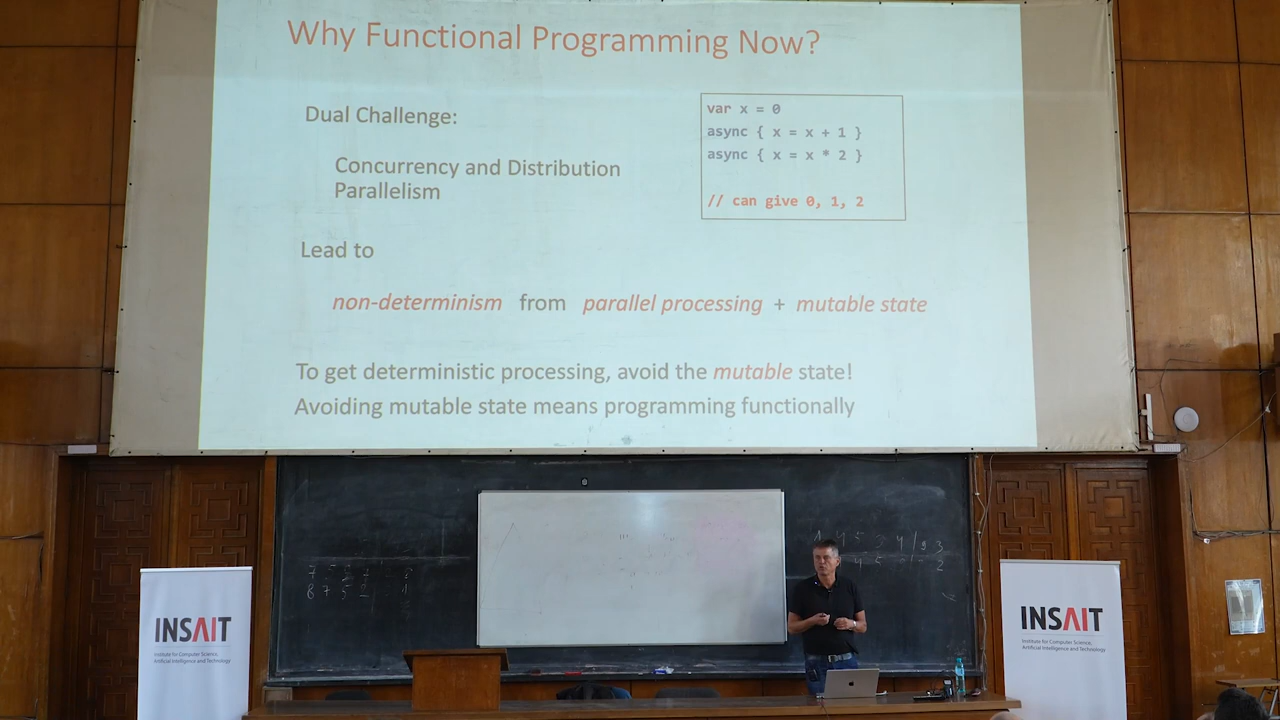 Why Functional Programming Now?
Dual Challenge:
Concurrency and Distribution
Parallelism
var x = 0
async { x = x + 1 }
async { x = x * 2 }
// can give 0, 1, 2
Lead to
non-determinism from parallel processing + mutable state
To get deterministic processing, avoid the mutable state!
Avoiding mutable state means programming functionally
INSAIT
Institute for Computer Science,
Artificial Intelligence and Technology
INSAIT
Institute for Computer Science,
Artificial Intelligence and Technology